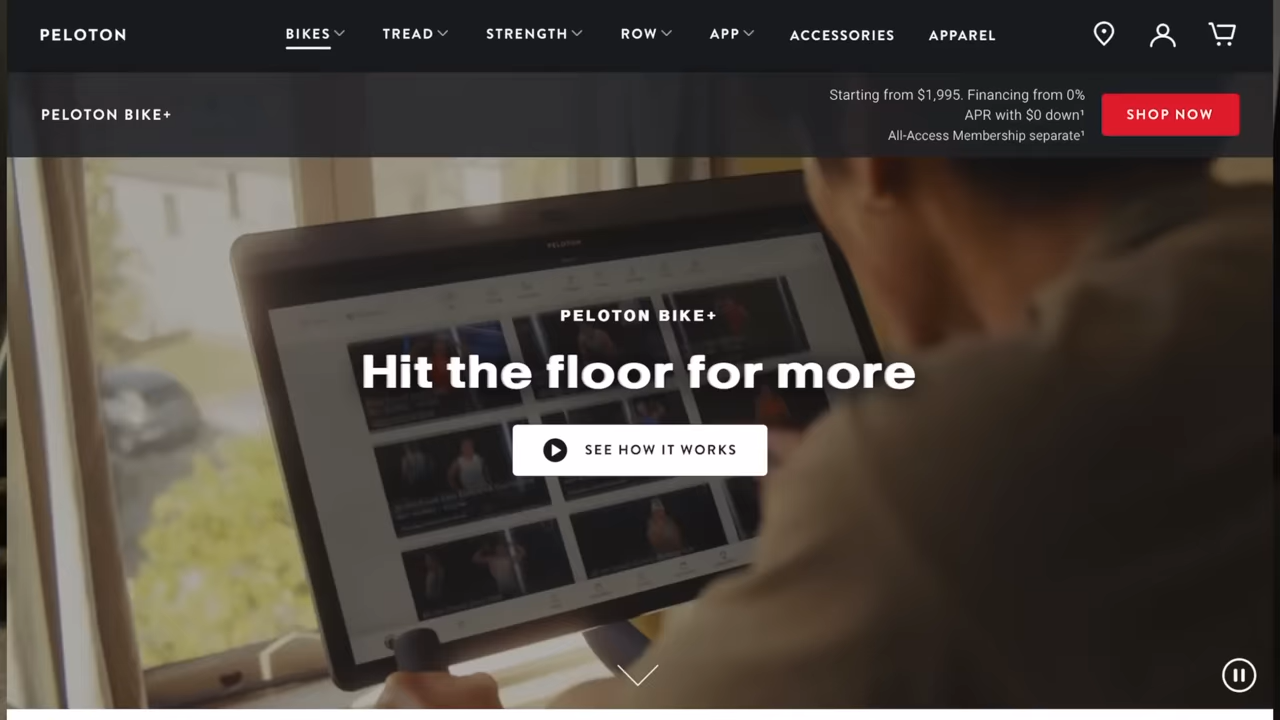 PELOTON
BIKES
TREAD
STRENGTH
ROW
APP
ACCESSORIES
APPAREL
PELOTON BIKE+
Starting from $1,995. Financing from 0%
APR with $0 down¹
All-Access Membership separate¹
SHOP NOW
PELOTON
PELOTON BIKE+
Hit the floor for more
SEE HOW IT WORKS